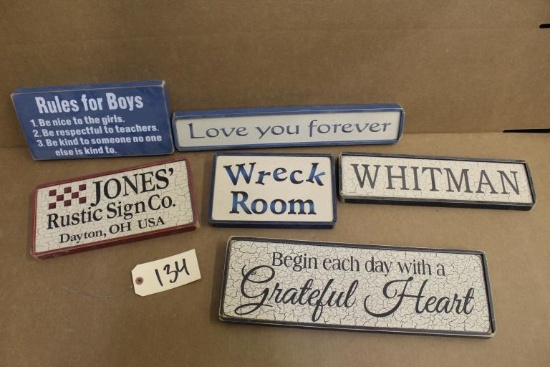 Rules for Boys
1. Be nice to the girls.
2. Be respectful to teachers.
3. Be kind to someone no one
else is kind to.
Love you forever
JONES'
Rustic Sign Co.
Dayton, OH USA
Wreck
Room
WHITMAN
134
Begin each day with a
Grateful Heart